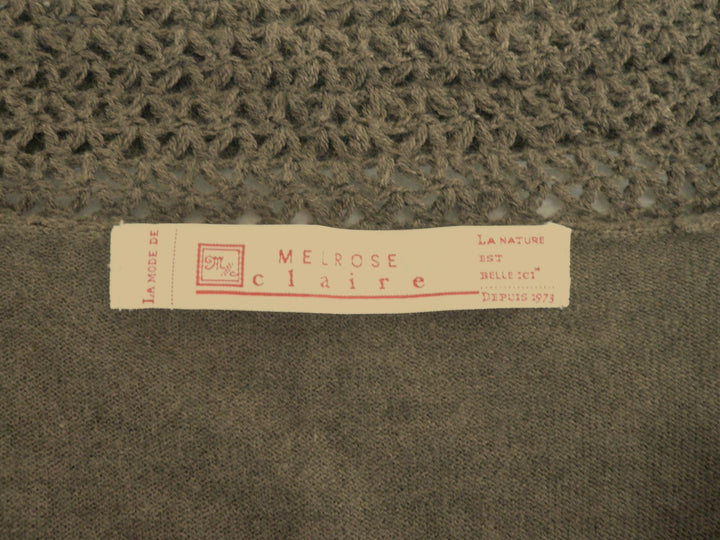 LA MODE DE
M&C
MELROSE
claire
LA NATURE
EST
BELLE ICI"
DEPUIS 1973